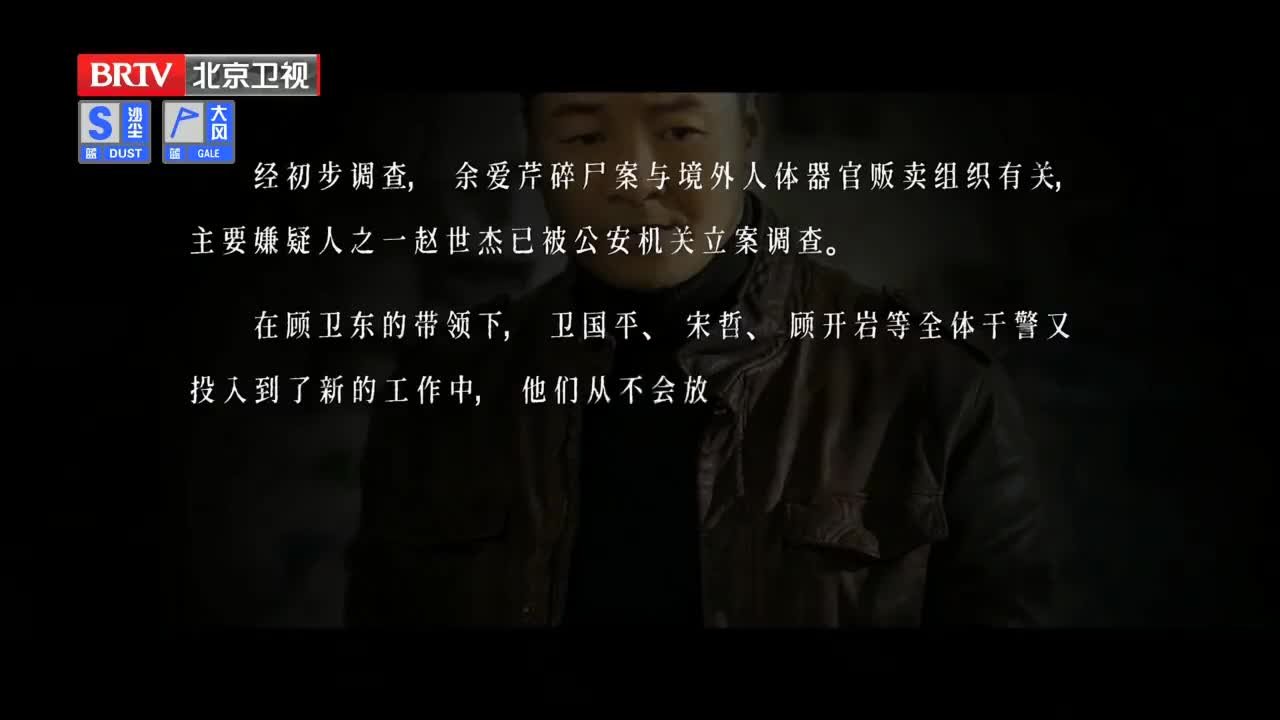 BRTV 北京卫视
S 沙尘 大风
蓝 DUST 蓝 GALE
经初步调查, 余爱芹碎尸案与境外人体器官贩卖组织有关,
主要嫌疑人之一赵世杰已被公安机关立案调查。
在顾卫东的带领下, 卫国平、宋哲、顾开岩等全体干警又
投入到了新的工作中, 他们从不会放